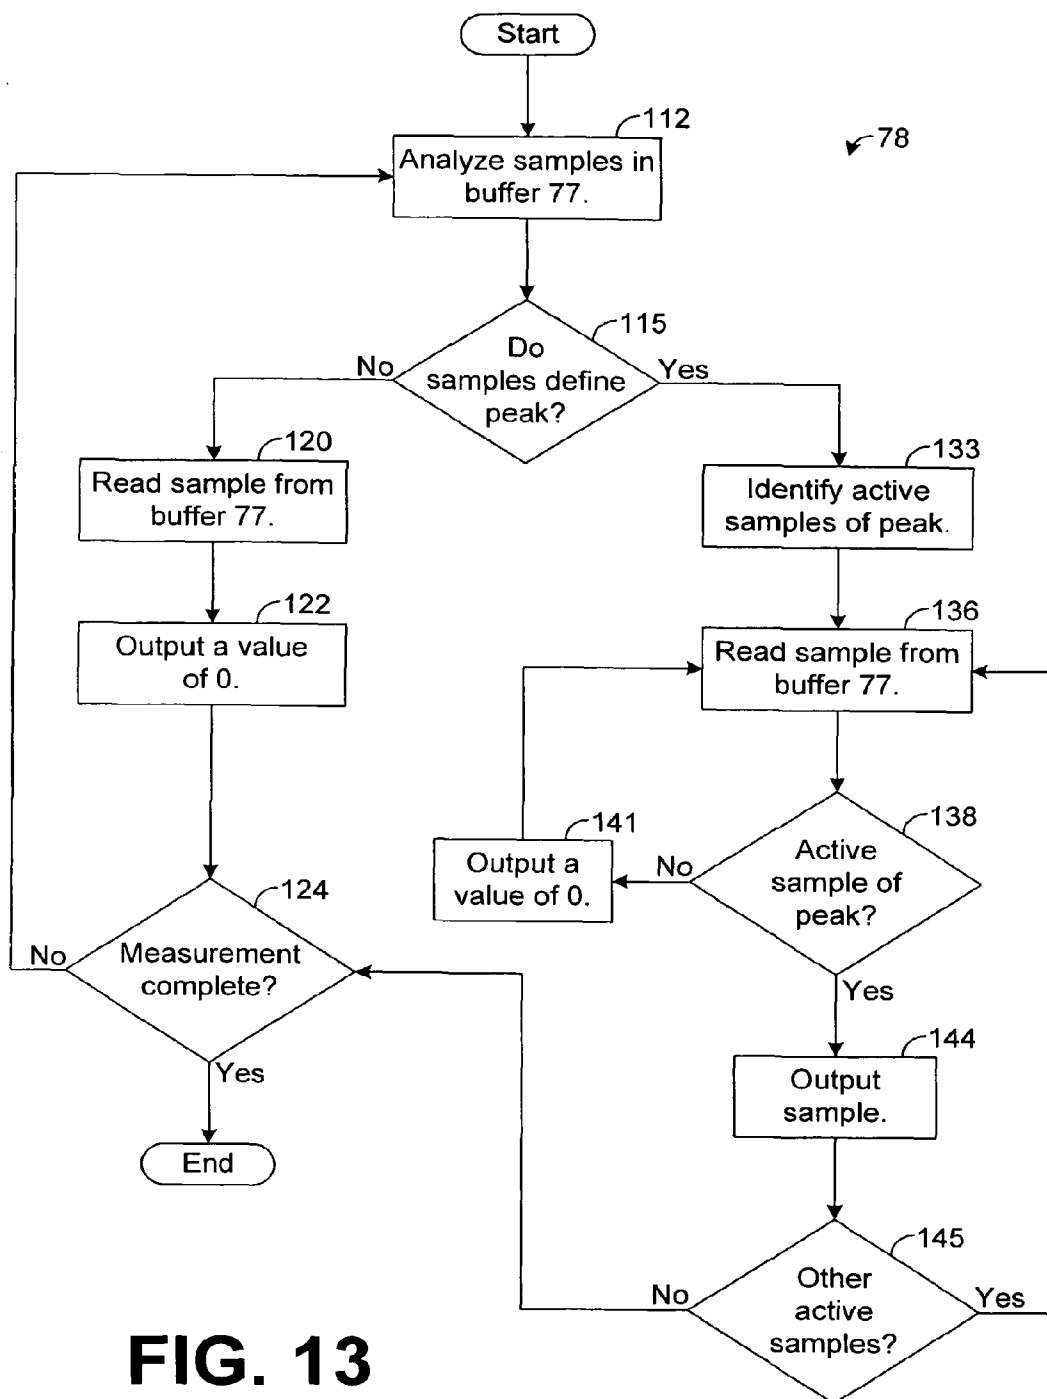 Start
112
Analyze samples in
buffer 77.
78
115
Do
samples define
peak?
No
Yes
120
Read sample from
buffer 77.
133
Identify active
samples of peak.
122
Output a value
of 0.
136
Read sample from
buffer 77.
138
Active
sample of
peak?
No
Yes
141
Output a
value of 0.
124
Measurement
complete?
No
Yes
144
Output
sample.
End
145
Other
active
samples?
No
Yes
FIG. 13